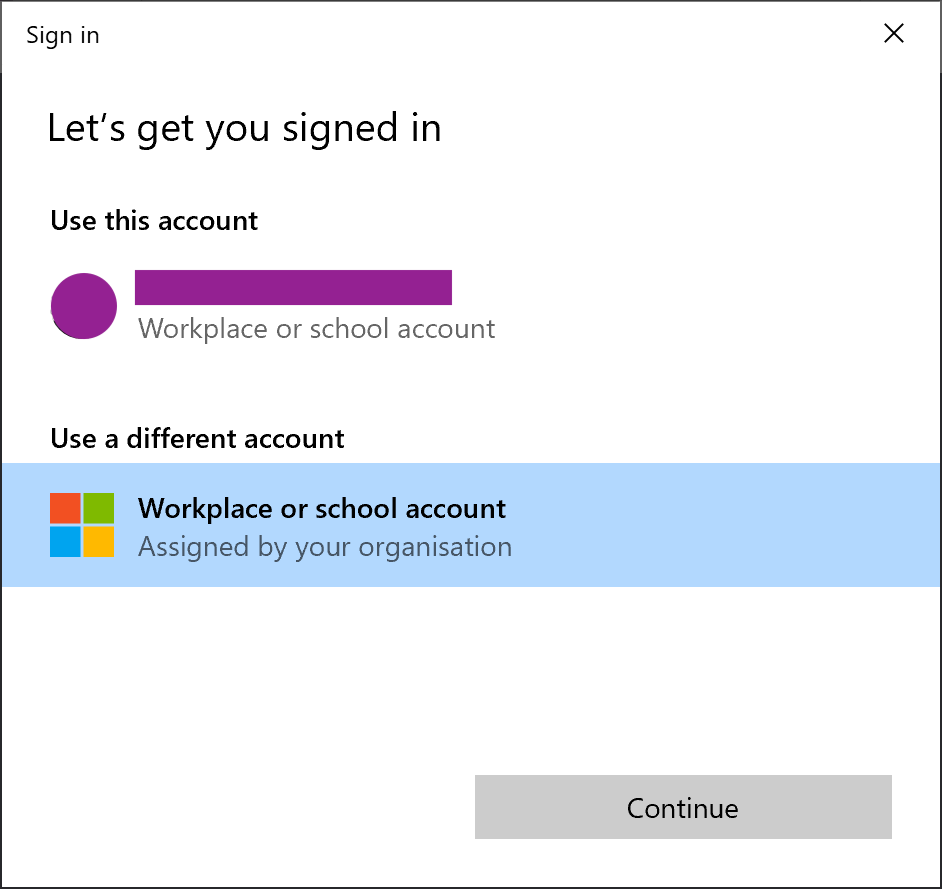 Sign in
Let’s get you signed in
Use this account
Workplace or school account
Use a different account
Workplace or school account
Assigned by your organisation
Continue